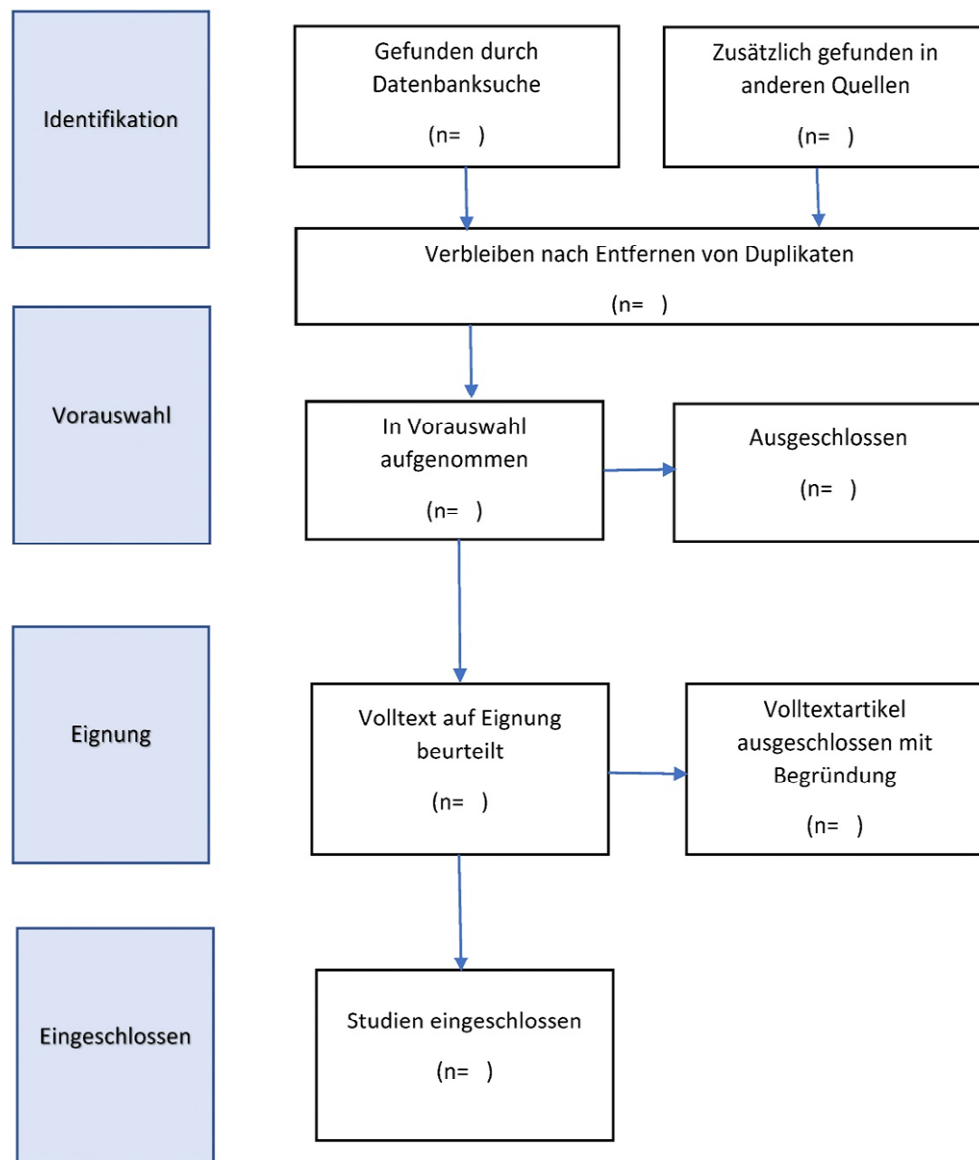 Identifikation
Gefunden durch
Datenbanksuche
(n=   )
Zusätzlich gefunden in
anderen Quellen
(n=   )
Verbleiben nach Entfernen von Duplikaten
(n=   )
Vorauswahl
In Vorauswahl
aufgenommen
(n=   )
Ausgeschlossen
(n=   )
Eignung
Volltext auf Eignung
beurteilt
(n=   )
Volltextartikel
ausgeschlossen mit
Begründung
(n=   )
Eingeschlossen
Studien eingeschlossen
(n=   )